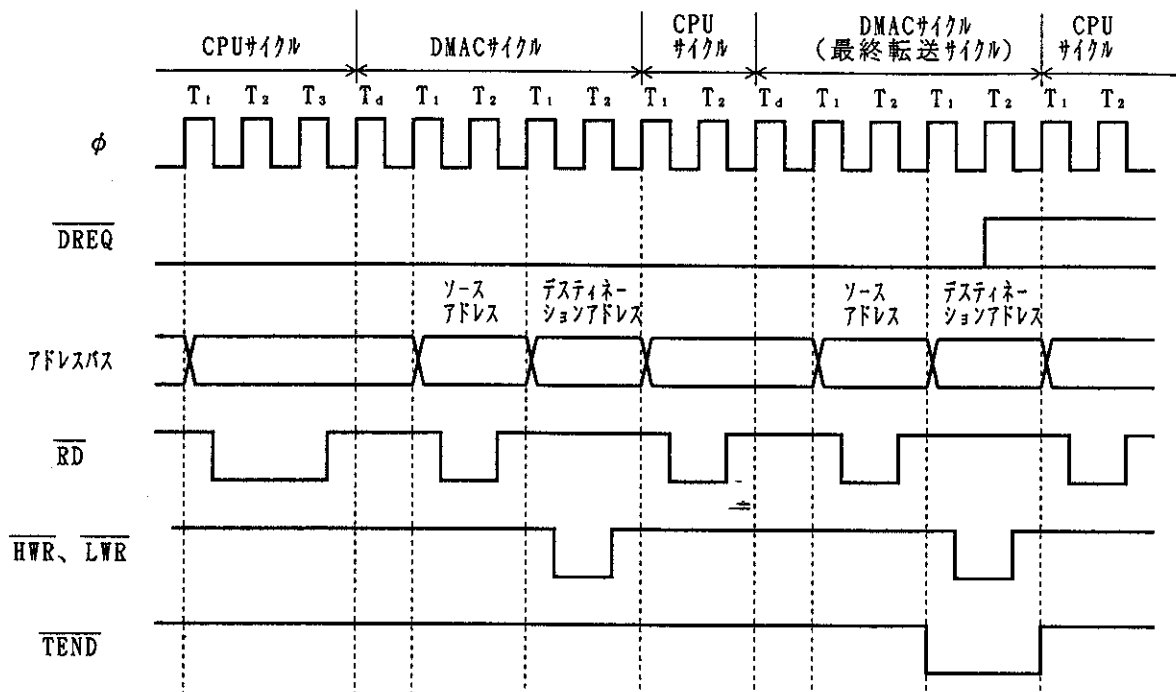 CPUサイクル
DMACサイクル
CPU
サイクル
DMACサイクル
(最終転送サイクル)
CPU
サイクル
T₁ T₂ T₃ T_d T₁ T₂ T₁ T₂ T₁ T₂ T_d T₁ T₂ T₁ T₂ T₁ T₂
φ
DREQ
ソース
アドレス
デスティネー
ションアドレス
ソース
アドレス
デスティネー
ションアドレス
アドレスバス
RD
HWR、LWR
TEND